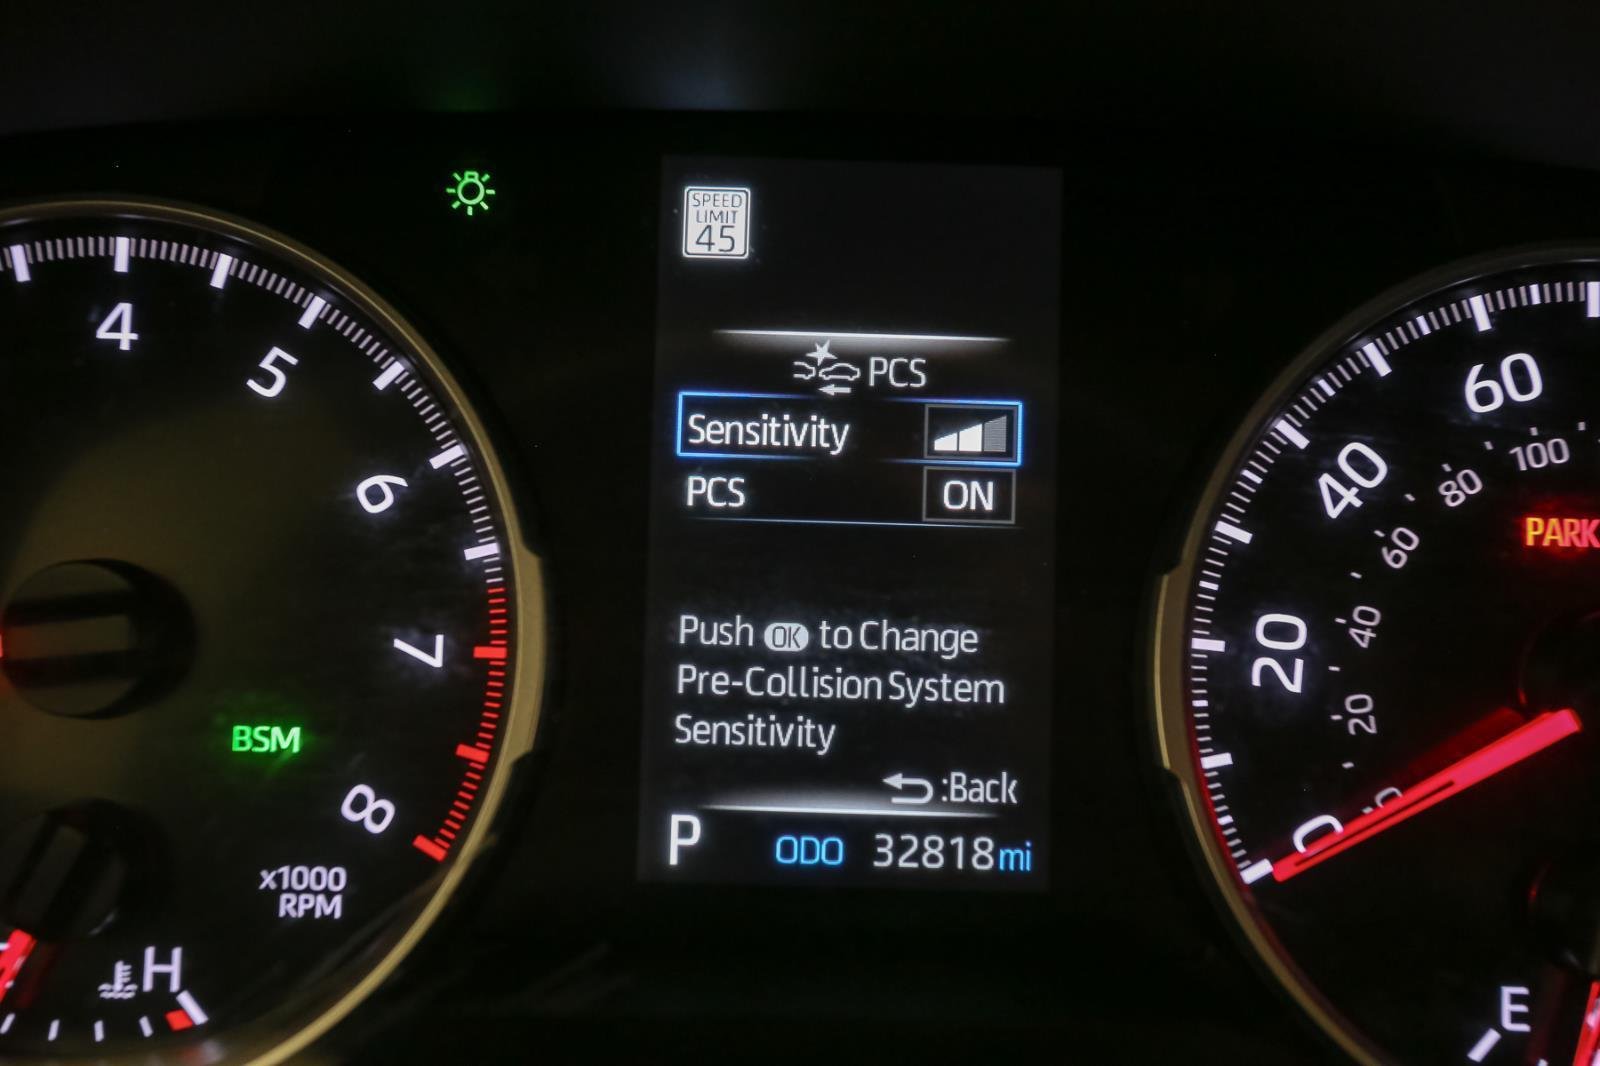 SPEED
LIMIT
45
PCS
Sensitivity
PCS ON
Push OK to Change
Pre-Collision System
Sensitivity
:Back
P ODO 32818mi
4
5
6
7
8
BSM
x1000
RPM
H
0
20
40
60
20
40
60
80
100
PARK
E